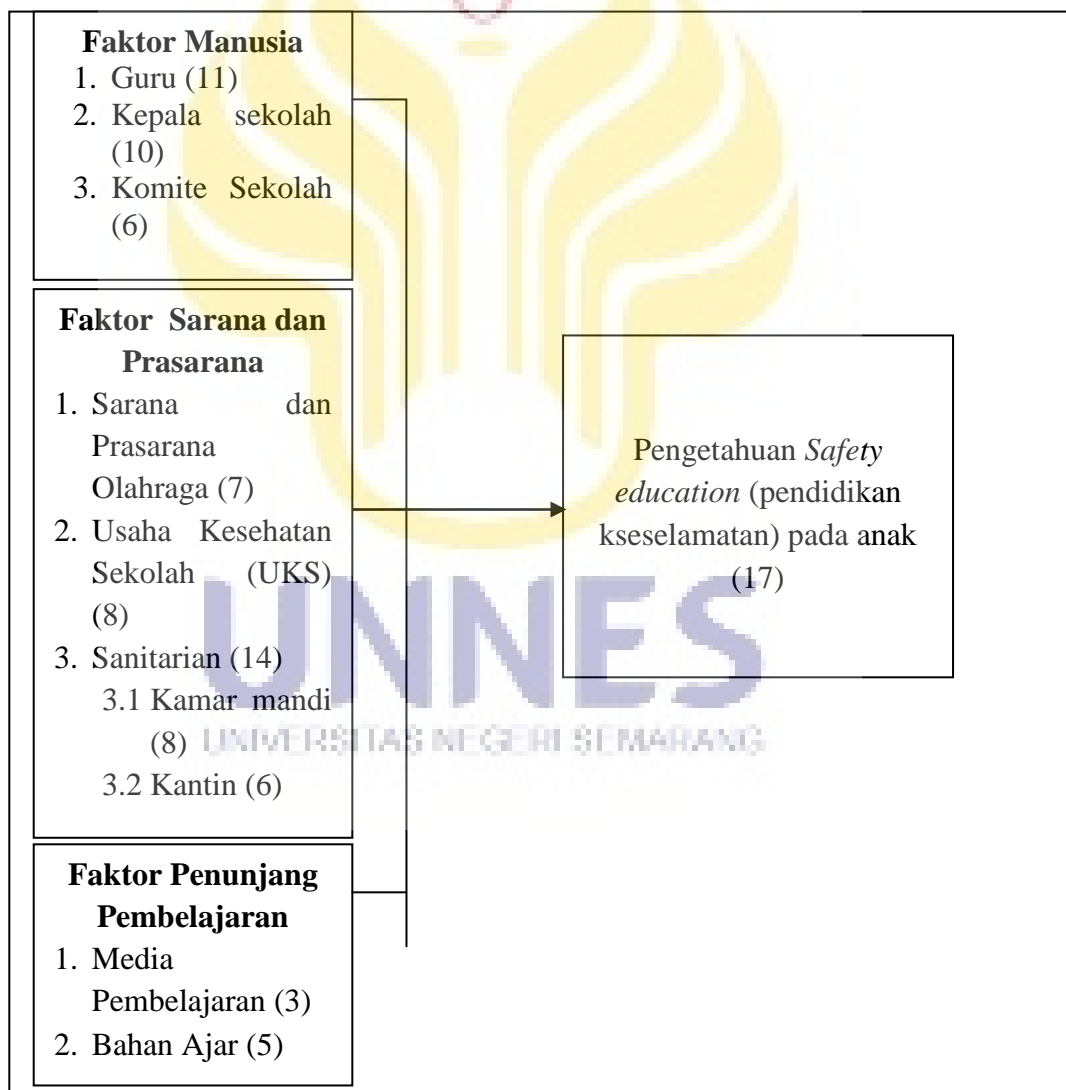 Faktor Manusia
1. Guru (11)
2. Kepala sekolah
(10)
3. Komite Sekolah
(6)
Faktor Sarana dan
Prasarana
1. Sarana dan
Prasarana
Olahraga (7)
2. Usaha Kesehatan
Sekolah (UKS)
(8)
3. Sanitarian (14)
3.1 Kamar mandi
(8)
3.2 Kantin (6)
Faktor Penunjang
Pembelajaran
1. Media
Pembelajaran (3)
2. Bahan Ajar (5)
Pengetahuan Safety
education (pendidikan
kseselamatan) pada anak
(17)
UNNES
UNIVERSITAS NEGERI SEMARANG